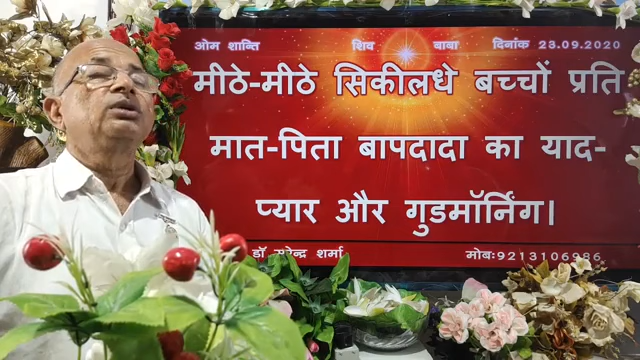 ओम शान्ति शिव बाबा दिनांक 23.09.2020
मीठे-मीठे सिकीलधे बच्चों प्रति
मात-पिता बापदादा का याद-
प्यार और गुडमॉर्निंग।
डॉ सुरेन्द्र शर्मा मोबः9213106986